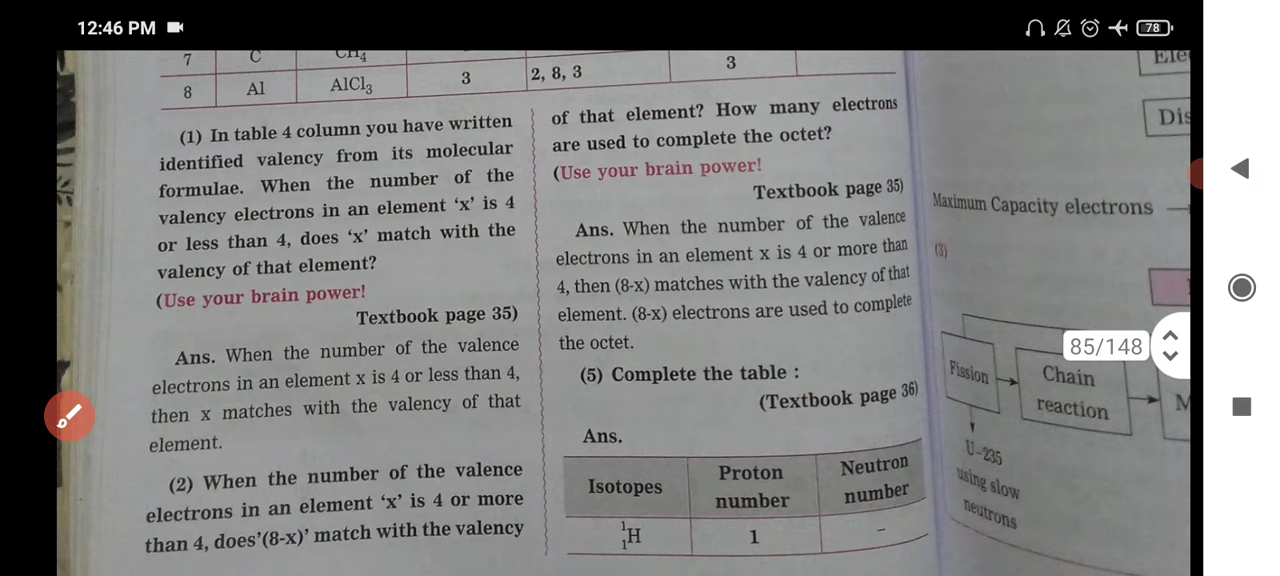 12:46 PM
78
7 C CH4
8 Al AlCl3 3 2, 8, 3 3
(1) In table 4 column you have written
identified valency from its molecular
formulae. When the number of the
valency electrons in an element ‘x’ is 4
or less than 4, does ‘x’ match with the
valency of that element?
(Use your brain power!
Textbook page 35)
Ans. When the number of the valence
electrons in an element x is 4 or less than 4,
then x matches with the valency of that
element.
(2) When the number of the valence
electrons in an element ‘x’ is 4 or more
than 4, does’(8-x)’ match with the valency
of that element? How many electrons
are used to complete the octet?
(Use your brain power!
Textbook page 35)
Ans. When the number of the valence
electrons in an element x is 4 or more than
4, then (8-x) matches with the valency of that
element. (8-x) electrons are used to complete
the octet.
(5) Complete the table :
(Textbook page 36)
Ans.
Isotopes Proton number Neutron number
1 1 H 1 –
Maximum Capacity electrons
(3)
85/148
Fission
Chain
reaction
U-235
using slow
neutrons